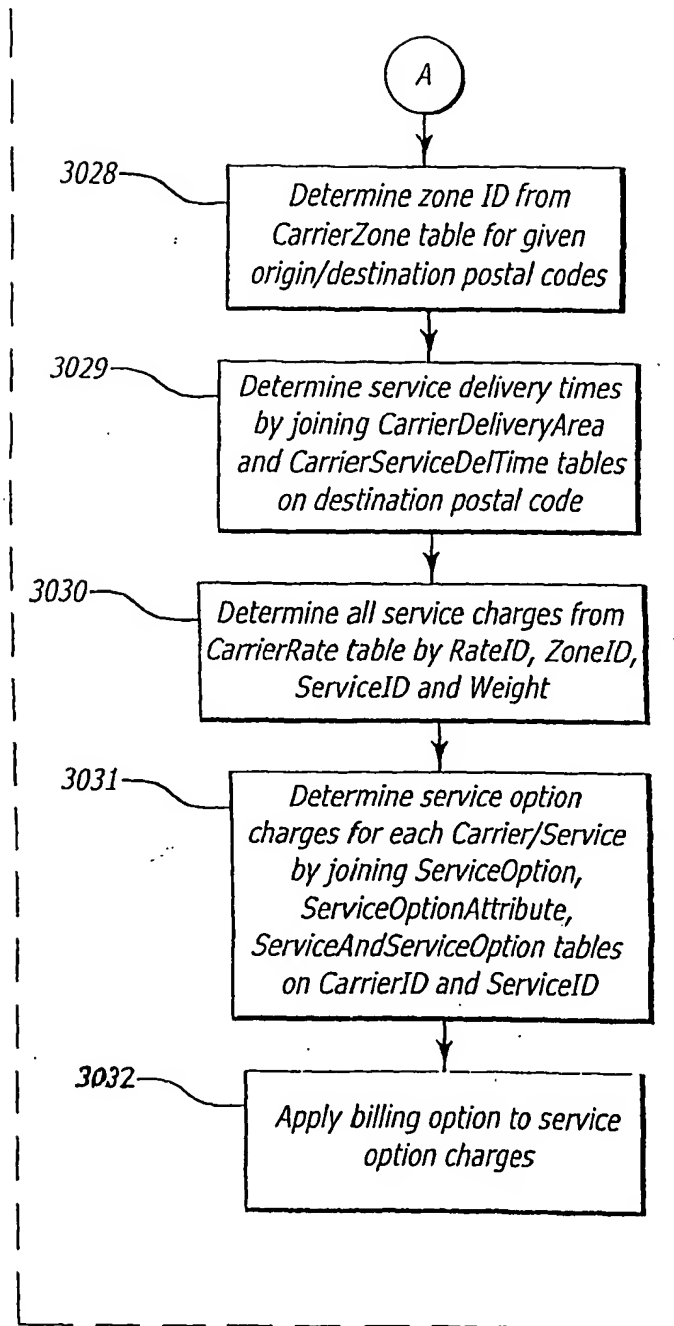 A
3028
Determine zone ID from
CarrierZone table for given
origin/destination postal codes
3029
Determine service delivery times
by joining CarrierDeliveryArea
and CarrierServiceDelTime tables
on destination postal code
3030
Determine all service charges from
CarrierRate table by RateID, ZoneID,
ServiceID and Weight
3031
Determine service option
charges for each Carrier/Service
by joining ServiceOption,
ServiceOptionAttribute,
ServiceAndServiceOption tables
on CarrierID and ServiceID
3032
Apply billing option to service
option charges